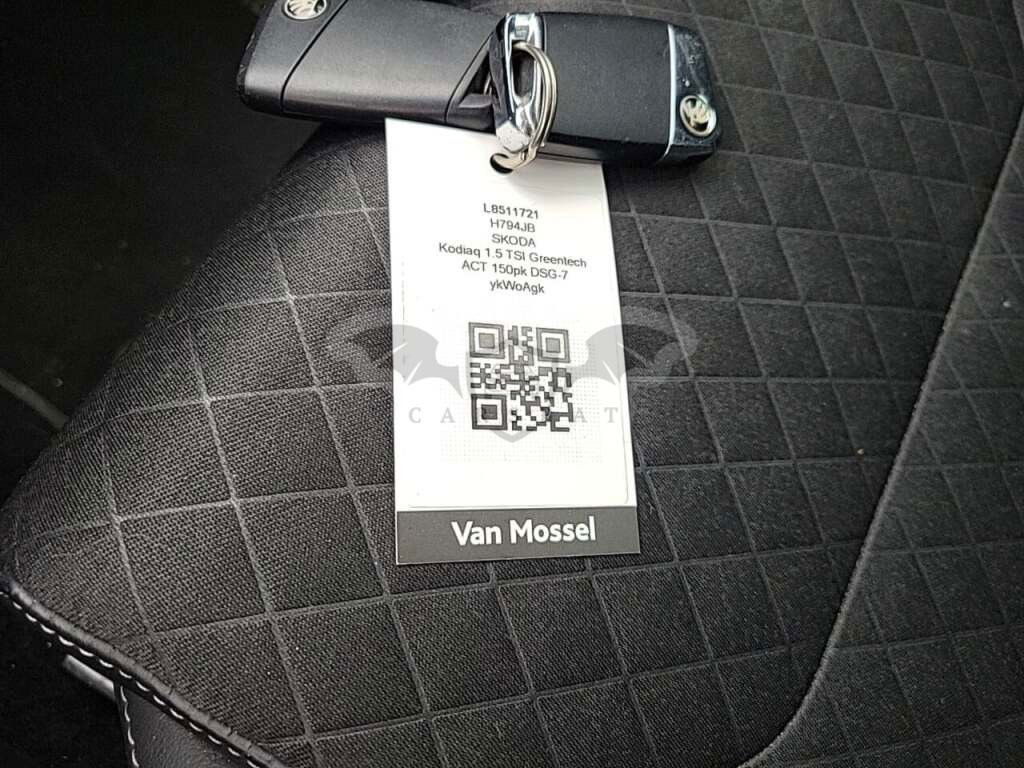 L8511721
H794JB
SKODA
Kodiaq 1.5 TSI Greentech
ACT 150pk DSG-7
ykWoAgk
Van Mossel